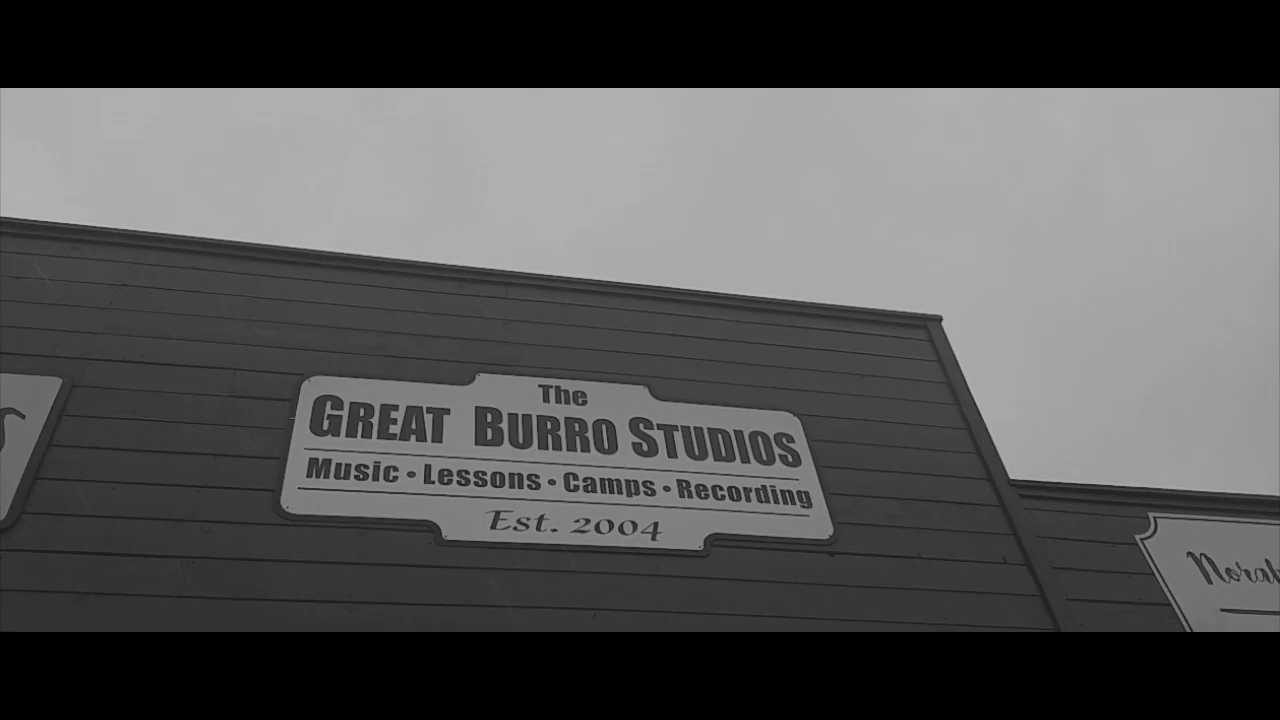 The
GREAT BURRO STUDIOS
Music • Lessons • Camps • Recording
Est. 2004